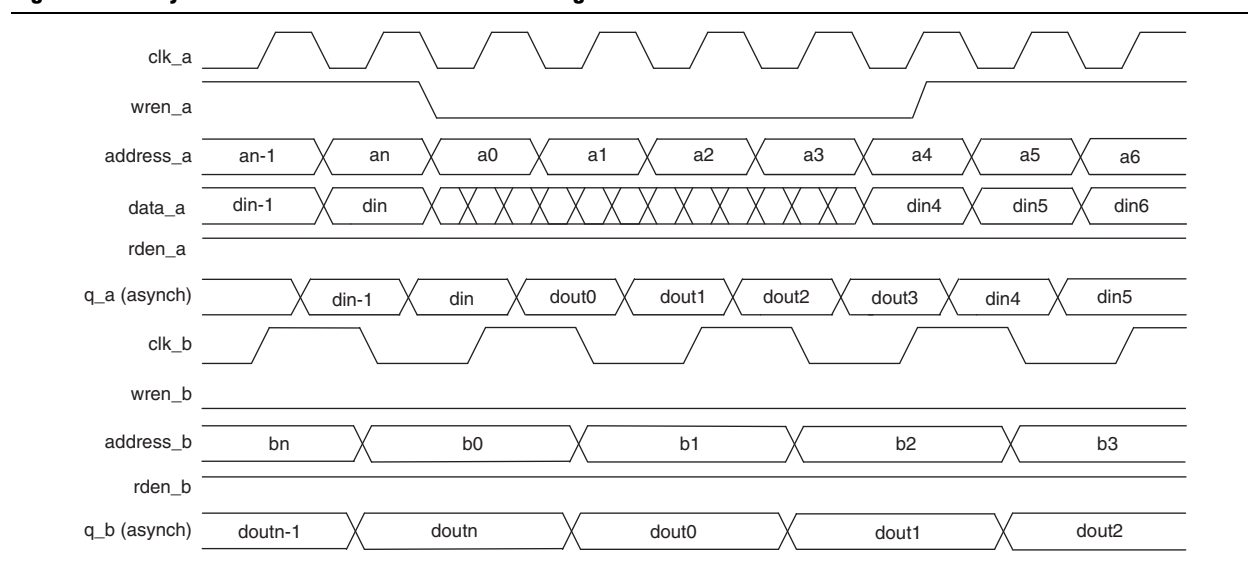 clk_a
wren_a
address_a an-1 an a0 a1 a2 a3 a4 a5 a6
data_a din-1 din din4 din5 din6
rden_a
q_a (asynch) din-1 din dout0 dout1 dout2 dout3 din4 din5
clk_b
wren_b
address_b bn b0 b1 b2 b3
rden_b
q_b (asynch) doutn-1 doutn dout0 dout1 dout2